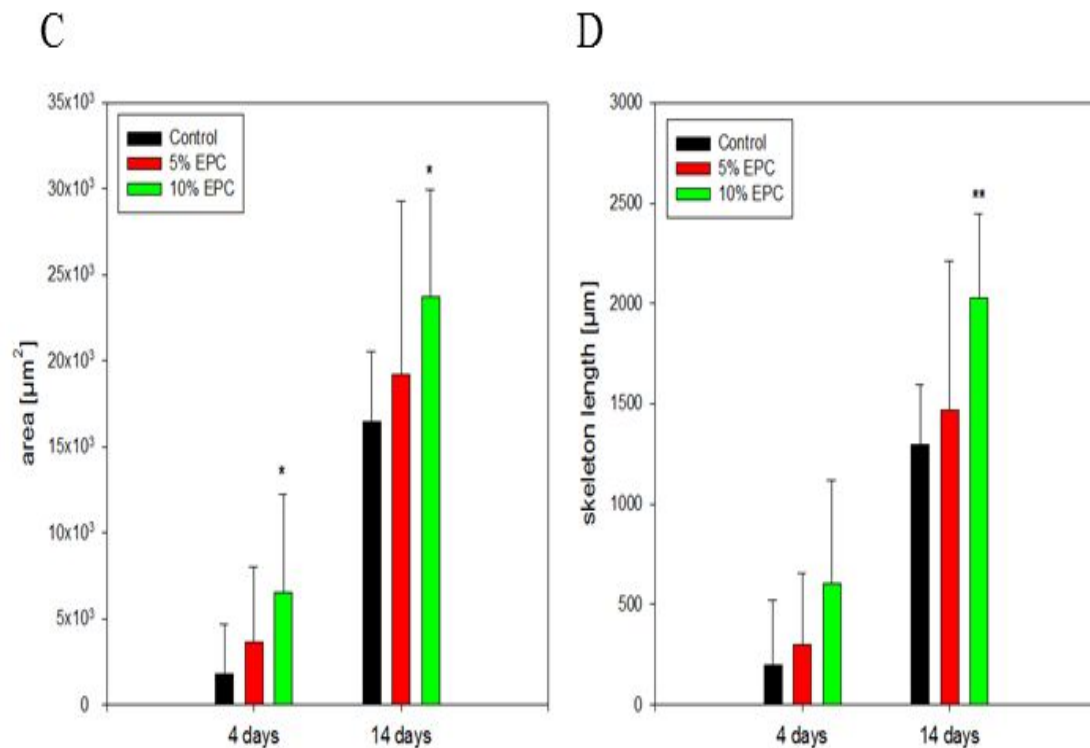 C
35x10³
30x10³
25x10³
20x10³
15x10³
10x10³
5x10³
0
area [µm²]
Control
5% EPC
10% EPC
*
*
4 days
14 days
D
3000
2500
2000
1500
1000
500
0
skeleton length [µm]
Control
5% EPC
10% EPC
**
4 days
14 days